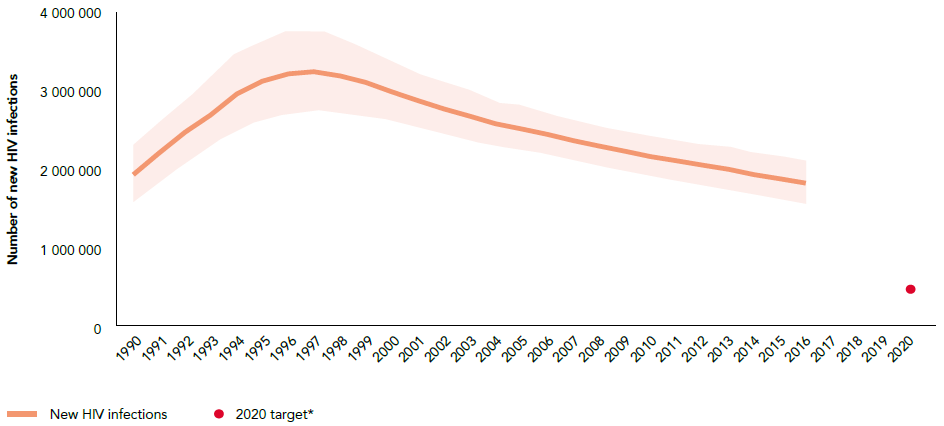 Number of new HIV infections
4 000 000
3 000 000
2 000 000
1 000 000
0
1990 1991 1992 1993 1994 1995 1996 1997 1998 1999 2000 2001 2002 2003 2004 2005 2006 2007 2008 2009 2010 2011 2012 2013 2014 2015 2016 2017 2018 2019 2020
New HIV infections 2020 target*